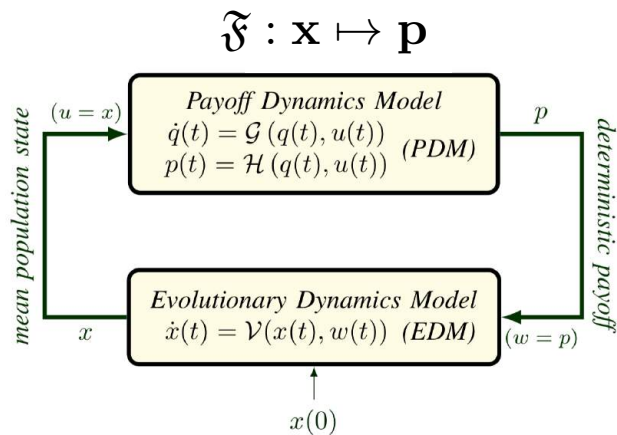 𝔉 : x ↦ p
Payoff Dynamics Model
q̇(t) = 𝒢 (q(t), u(t))
p(t) = ℋ (q(t), u(t))
(PDM)
(u = x)
p
mean population state
deterministic payoff
Evolutionary Dynamics Model
ẋ(t) = 𝒱(x(t), w(t)) (EDM)
x
(w = p)
x(0)